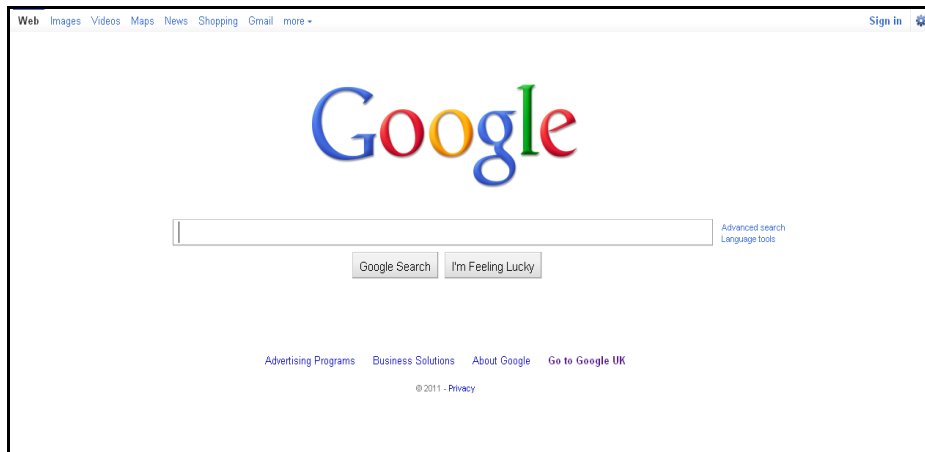 Web Images Videos Maps News Shopping Gmail more
Sign in
Google
Advanced search
Language tools
Google Search I'm Feeling Lucky
Advertising Programs Business Solutions About Google Go to Google UK
© 2011 - Privacy